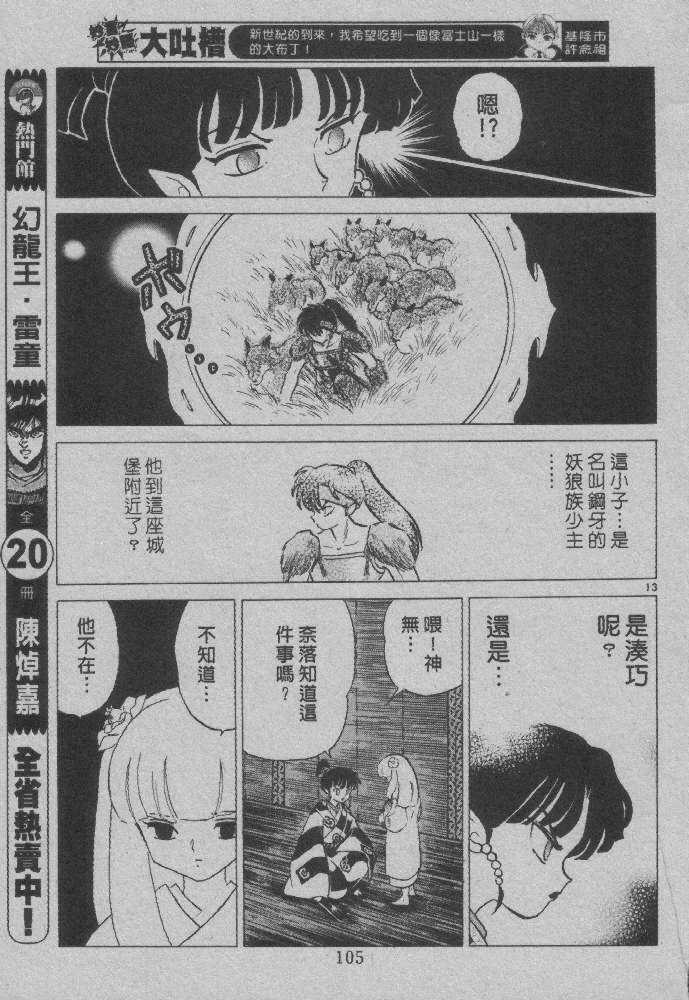 大吐槽
新世紀的到來，我希望吃到一個像富士山一樣
的大布丁！
基隆市
許
熱門館
幻龍王・雷童
全
20
冊
陳焯嘉
全省熱賣中！
嗯!?
ボウ…
這小子…是
名叫鋼牙的
妖狼族少主
……
他到這座城
堡附近了？
13
是湊巧
呢？
還是…
喂！神
無…
奈落知道這
件事嗎？
不知道…
他不在…
105